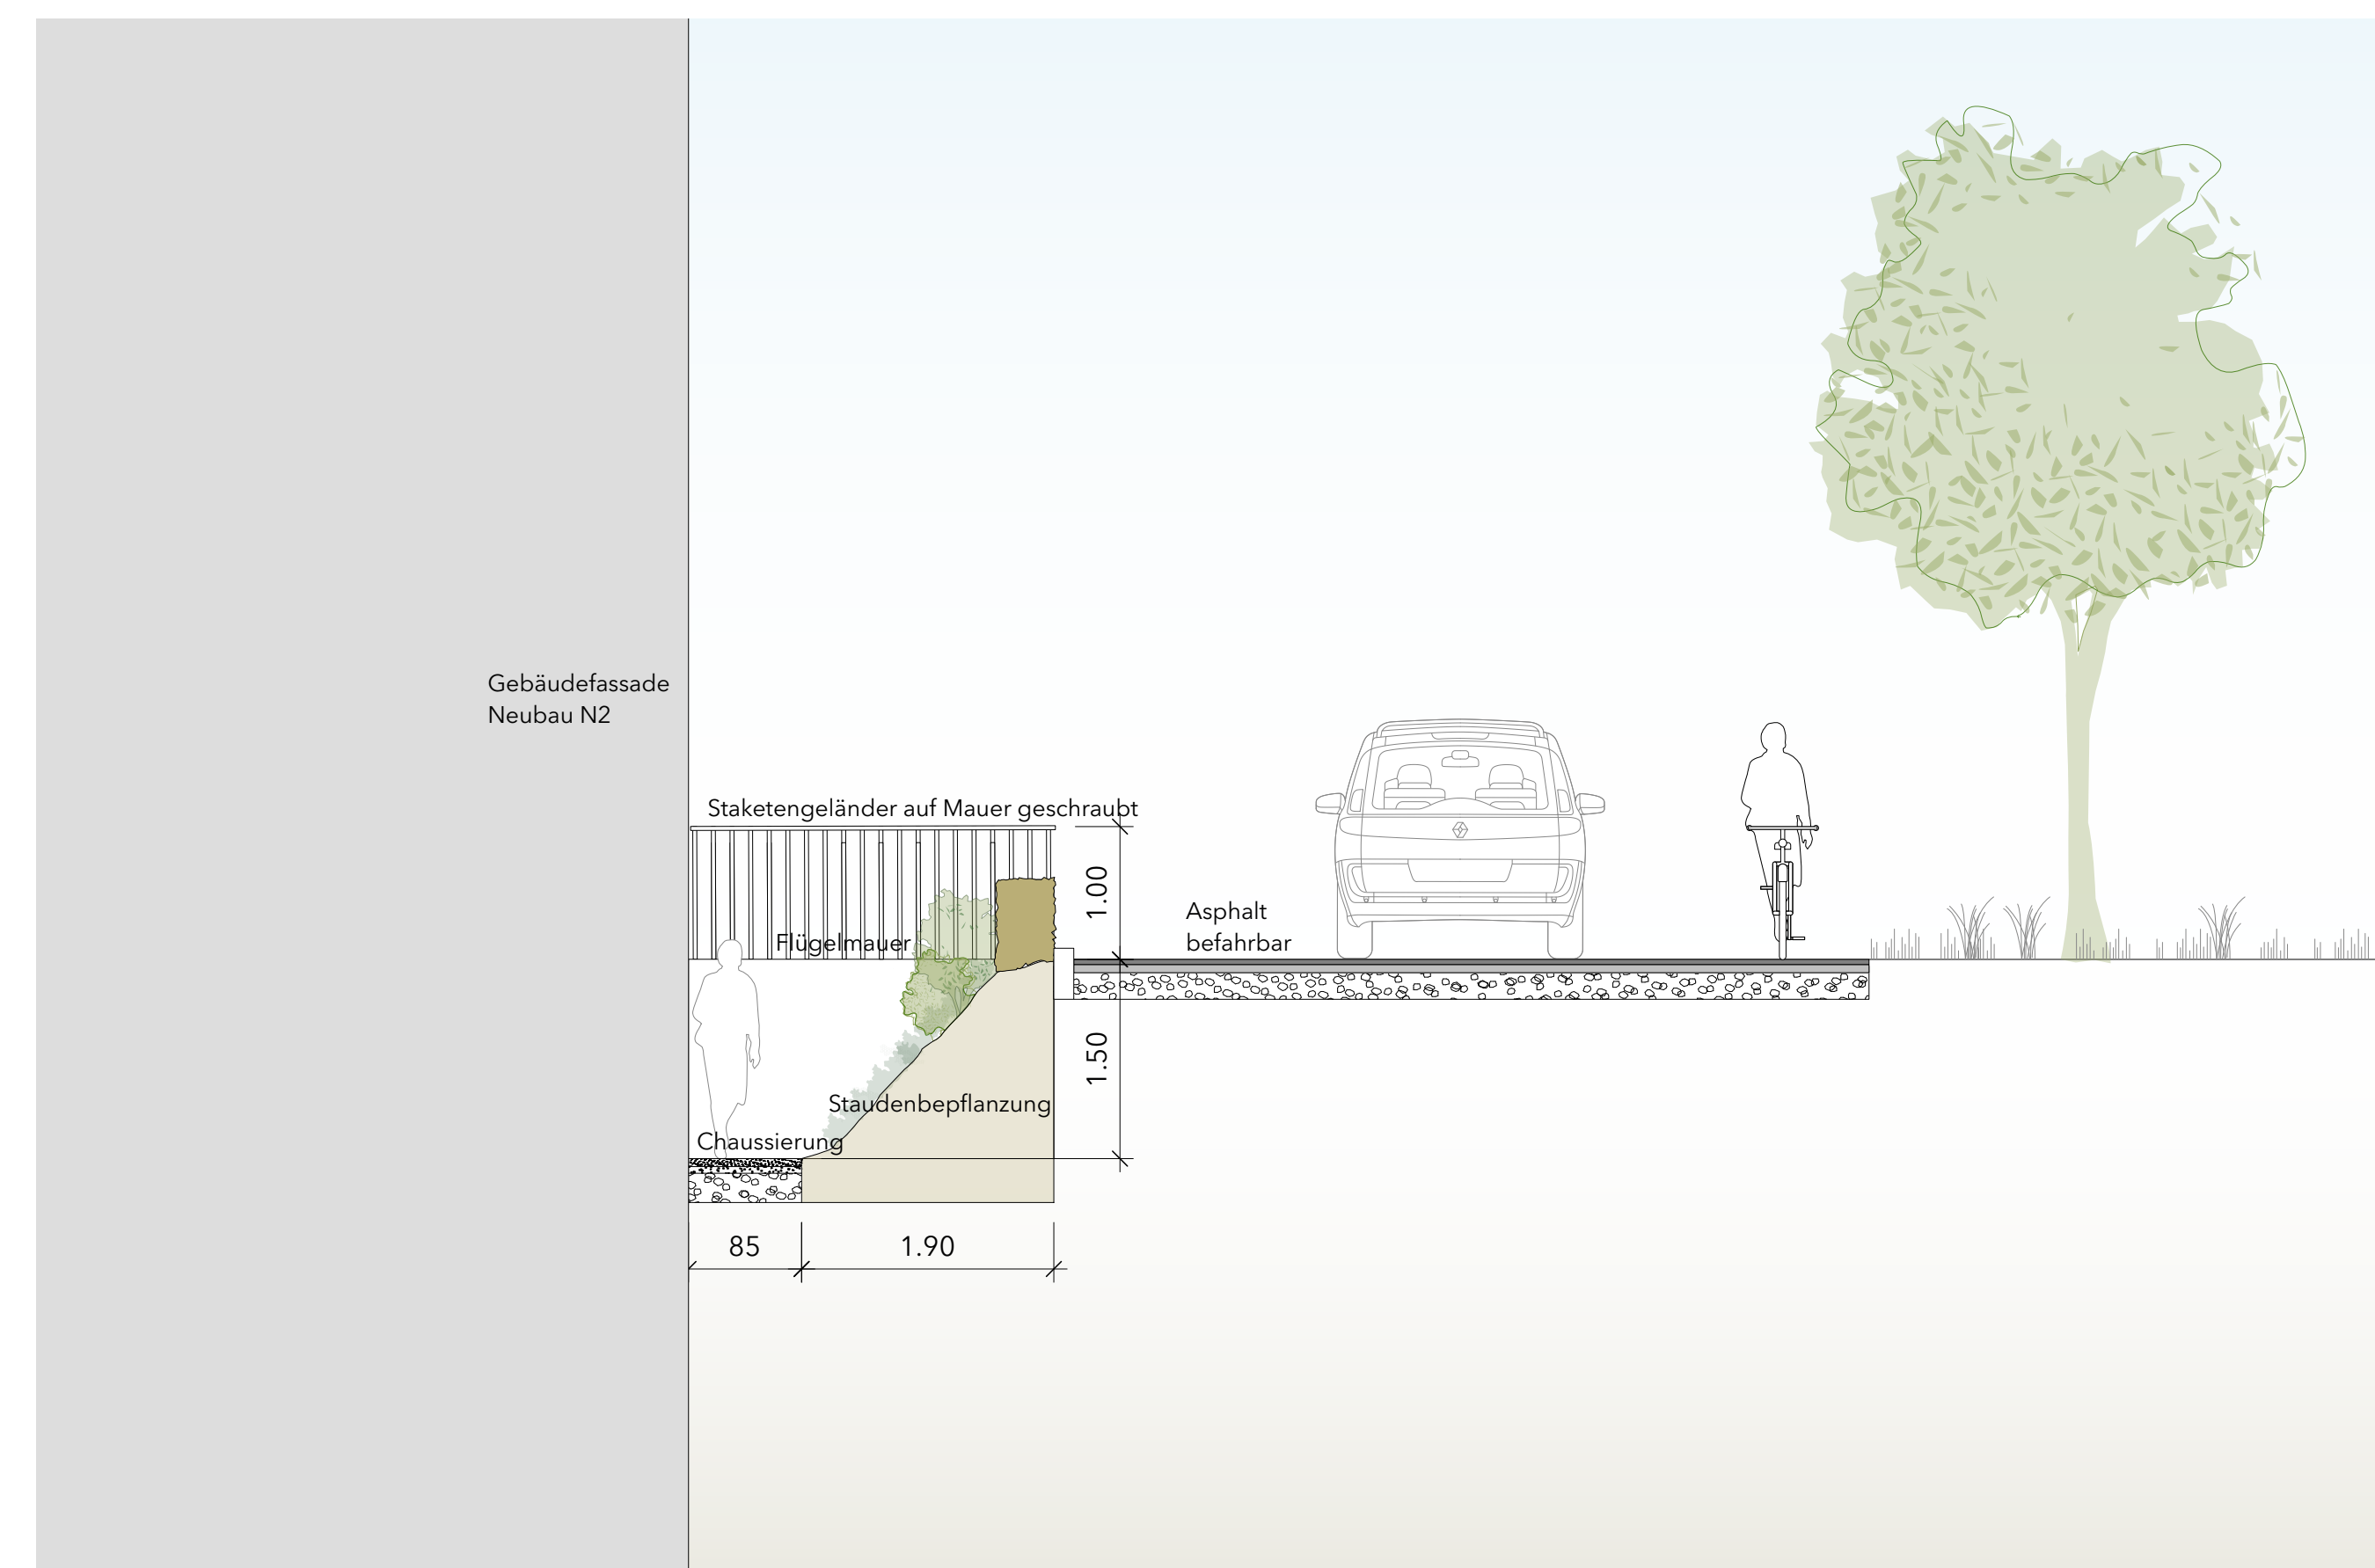 Gebäudefassade
Neubau N2
Staketengeländer auf Mauer geschraubt
1.00
Asphalt
befahrbar
Flügelmauer
1.50
Staudenbepflanzung
Chaussierung
85
1.90